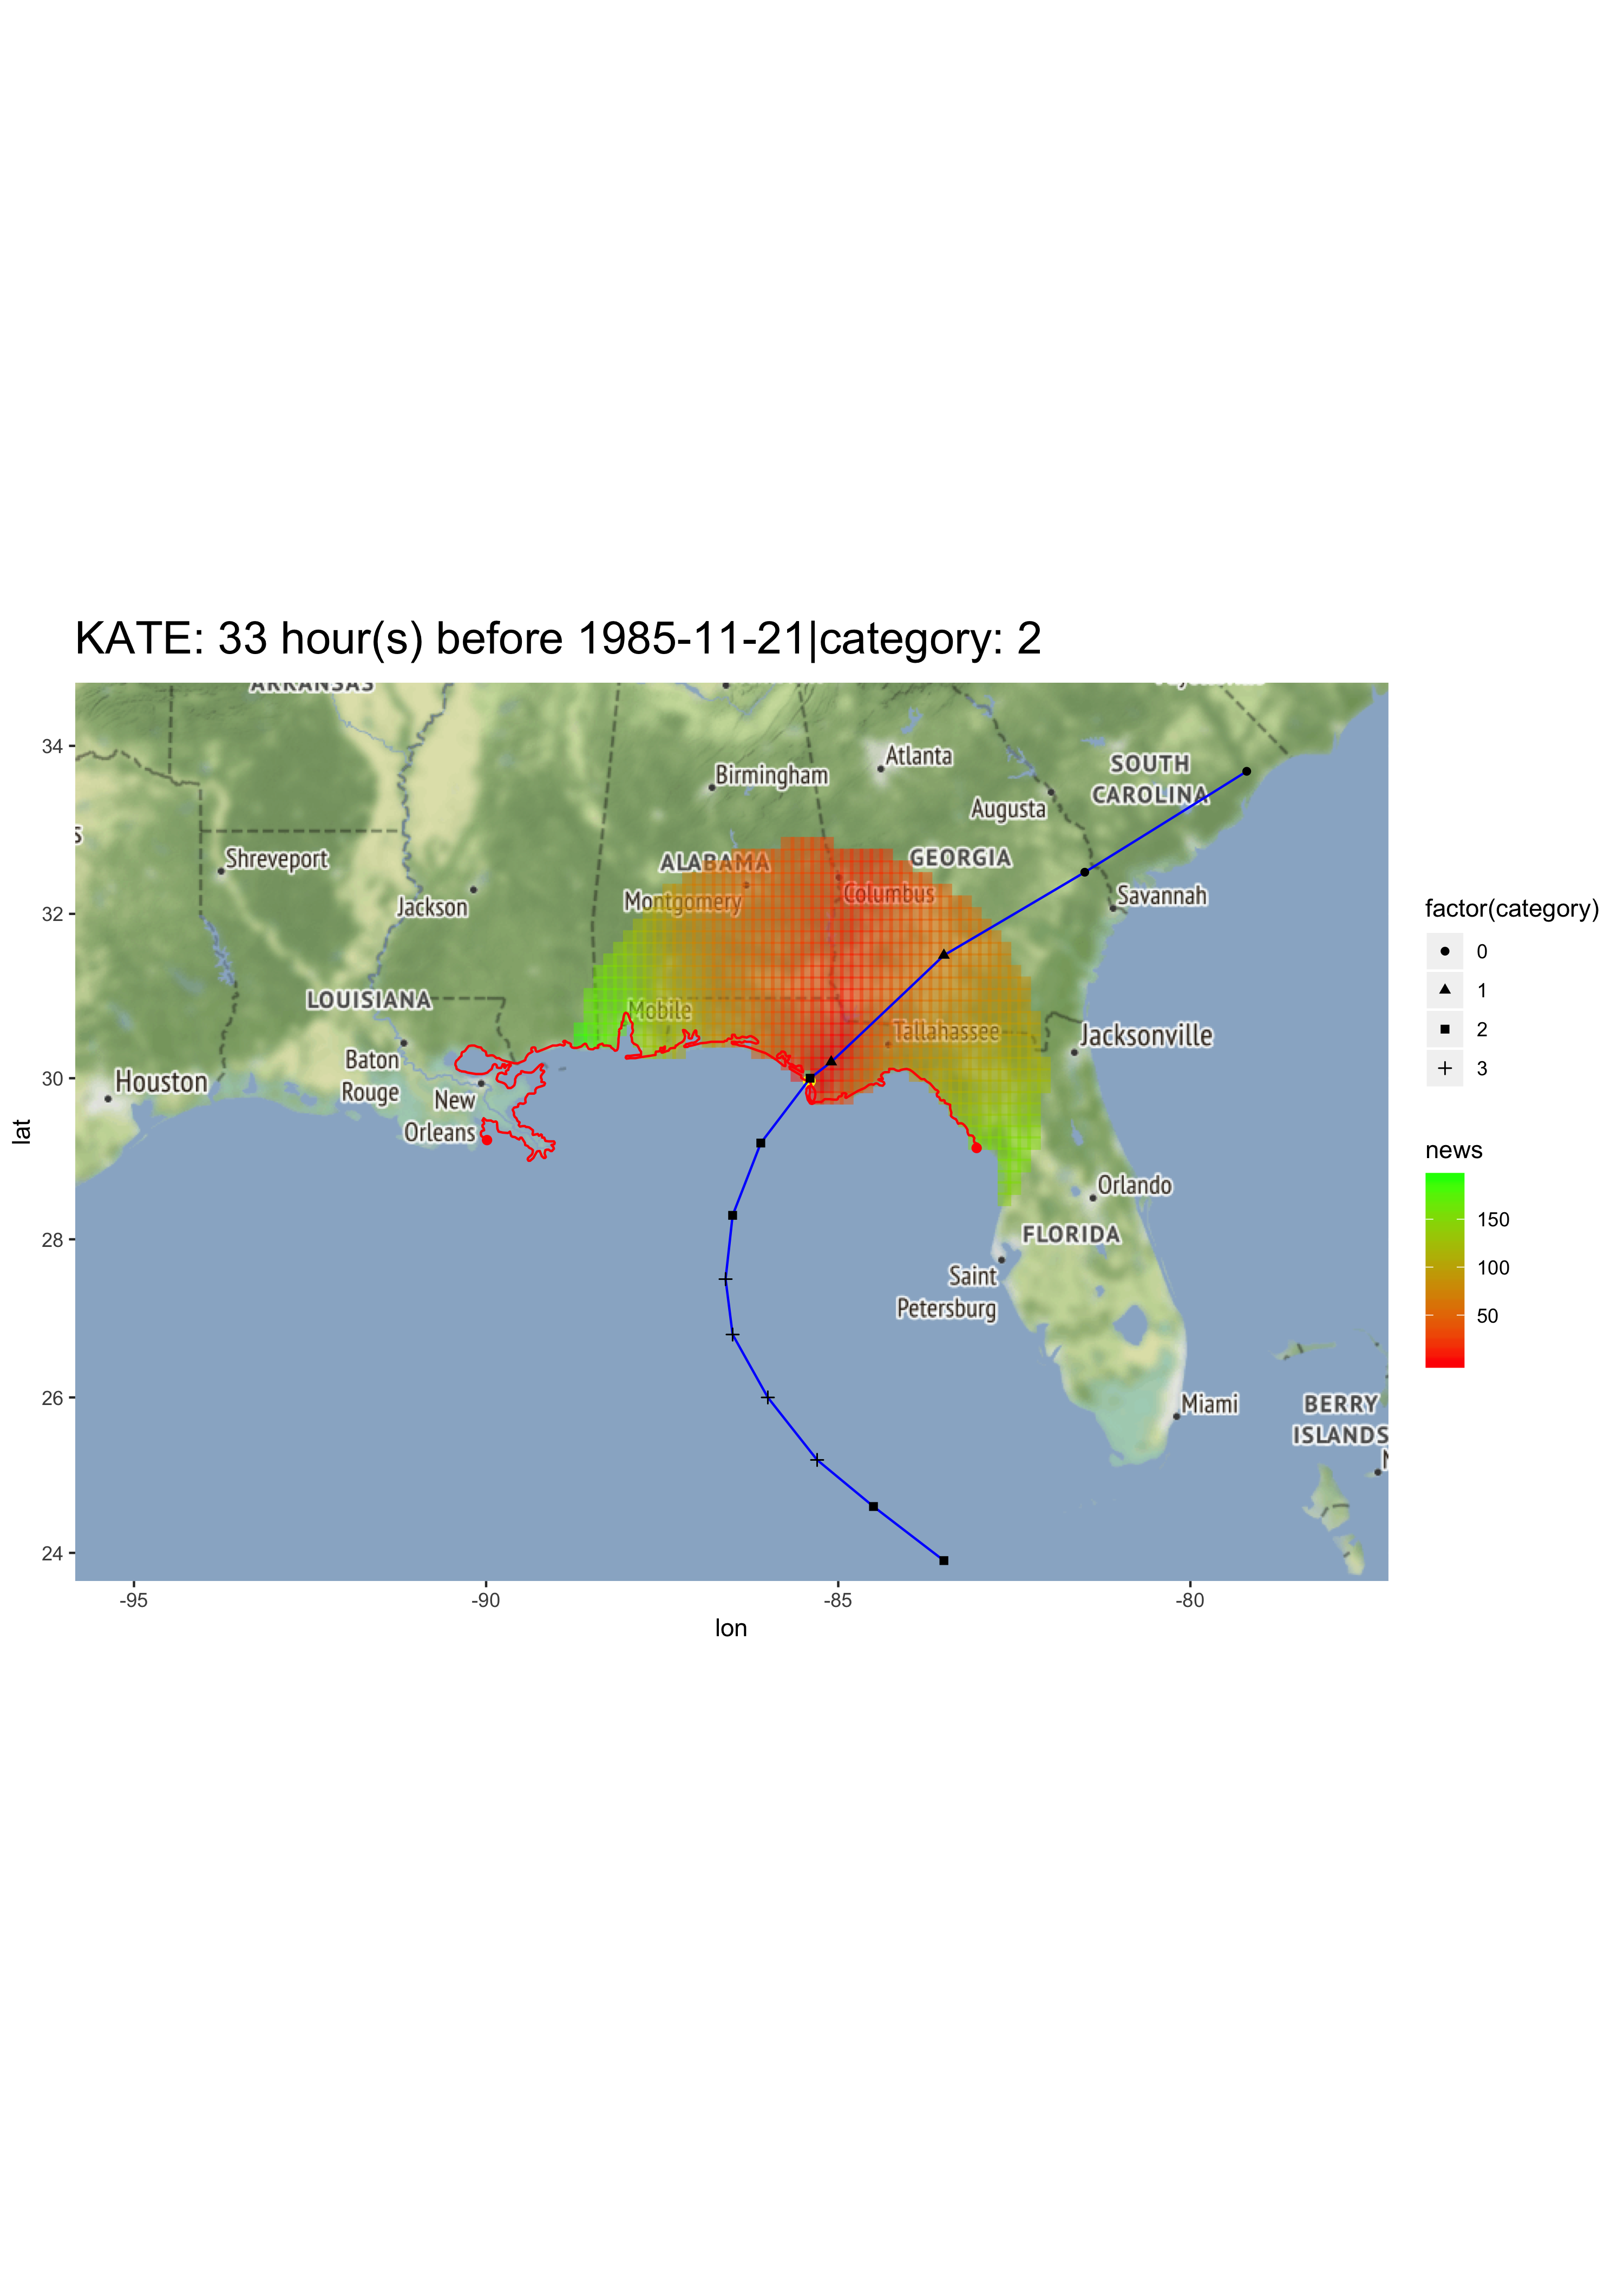 KATE: 33 hour(s) before 1985-11-21|category: 2
ARKANSAS
34
Atlanta
Birmingham
SOUTH
CAROLINA
Augusta
S
Shreveport
ALABAMA
GEORGIA
Montgomery
Columbus
Savannah
Jackson
32
factor(category)
0
1
2
3
LOUISIANA
Mobile
Tallahassee
Jacksonville
Baton
Rouge
Houston
30
New
Orleans
lat
news
150
100
50
Orlando
FLORIDA
28
Saint
Petersburg
26
Miami
BERRY
ISLANDS
N
24
-95
-90
-85
-80
lon